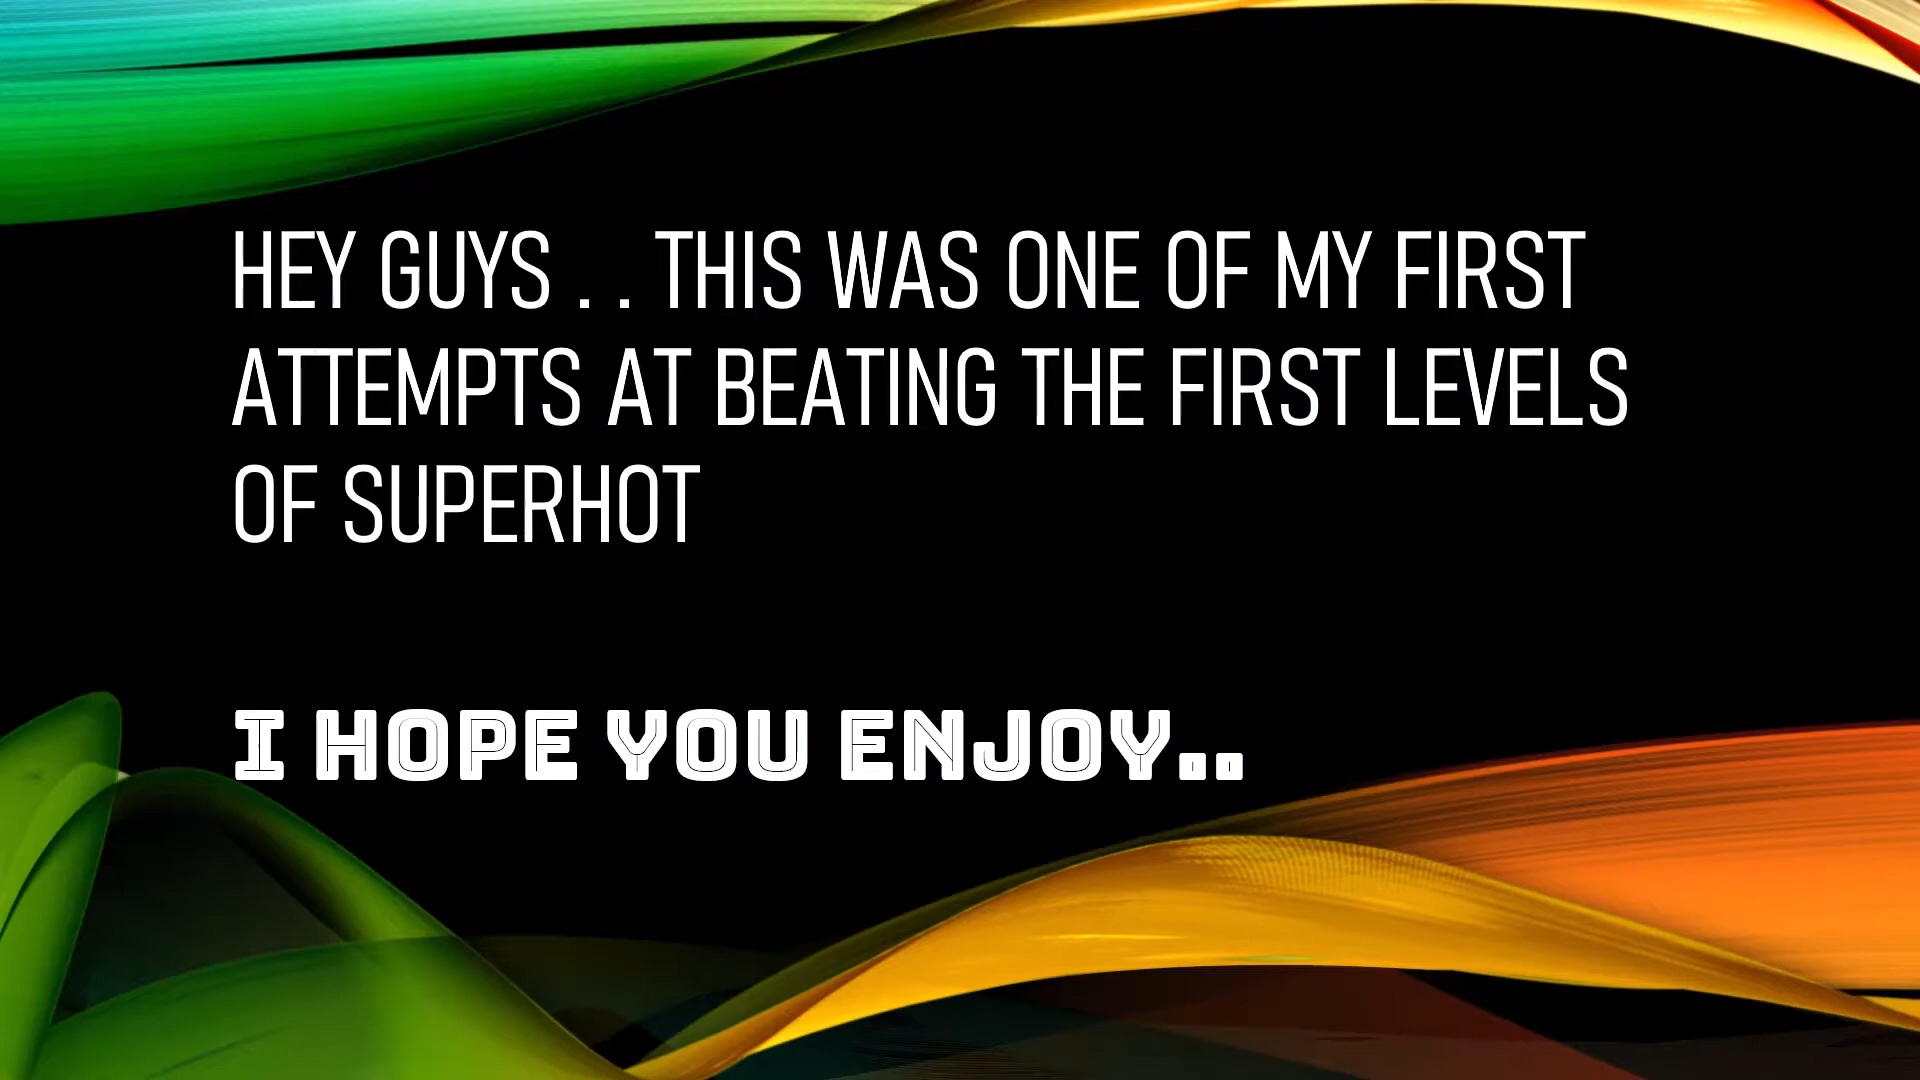 HEY GUYS . . THIS WAS ONE OF MY FIRST
ATTEMPTS AT BEATING THE FIRST LEVELS
OF SUPERHOT
I HOPE YOU ENJOY..